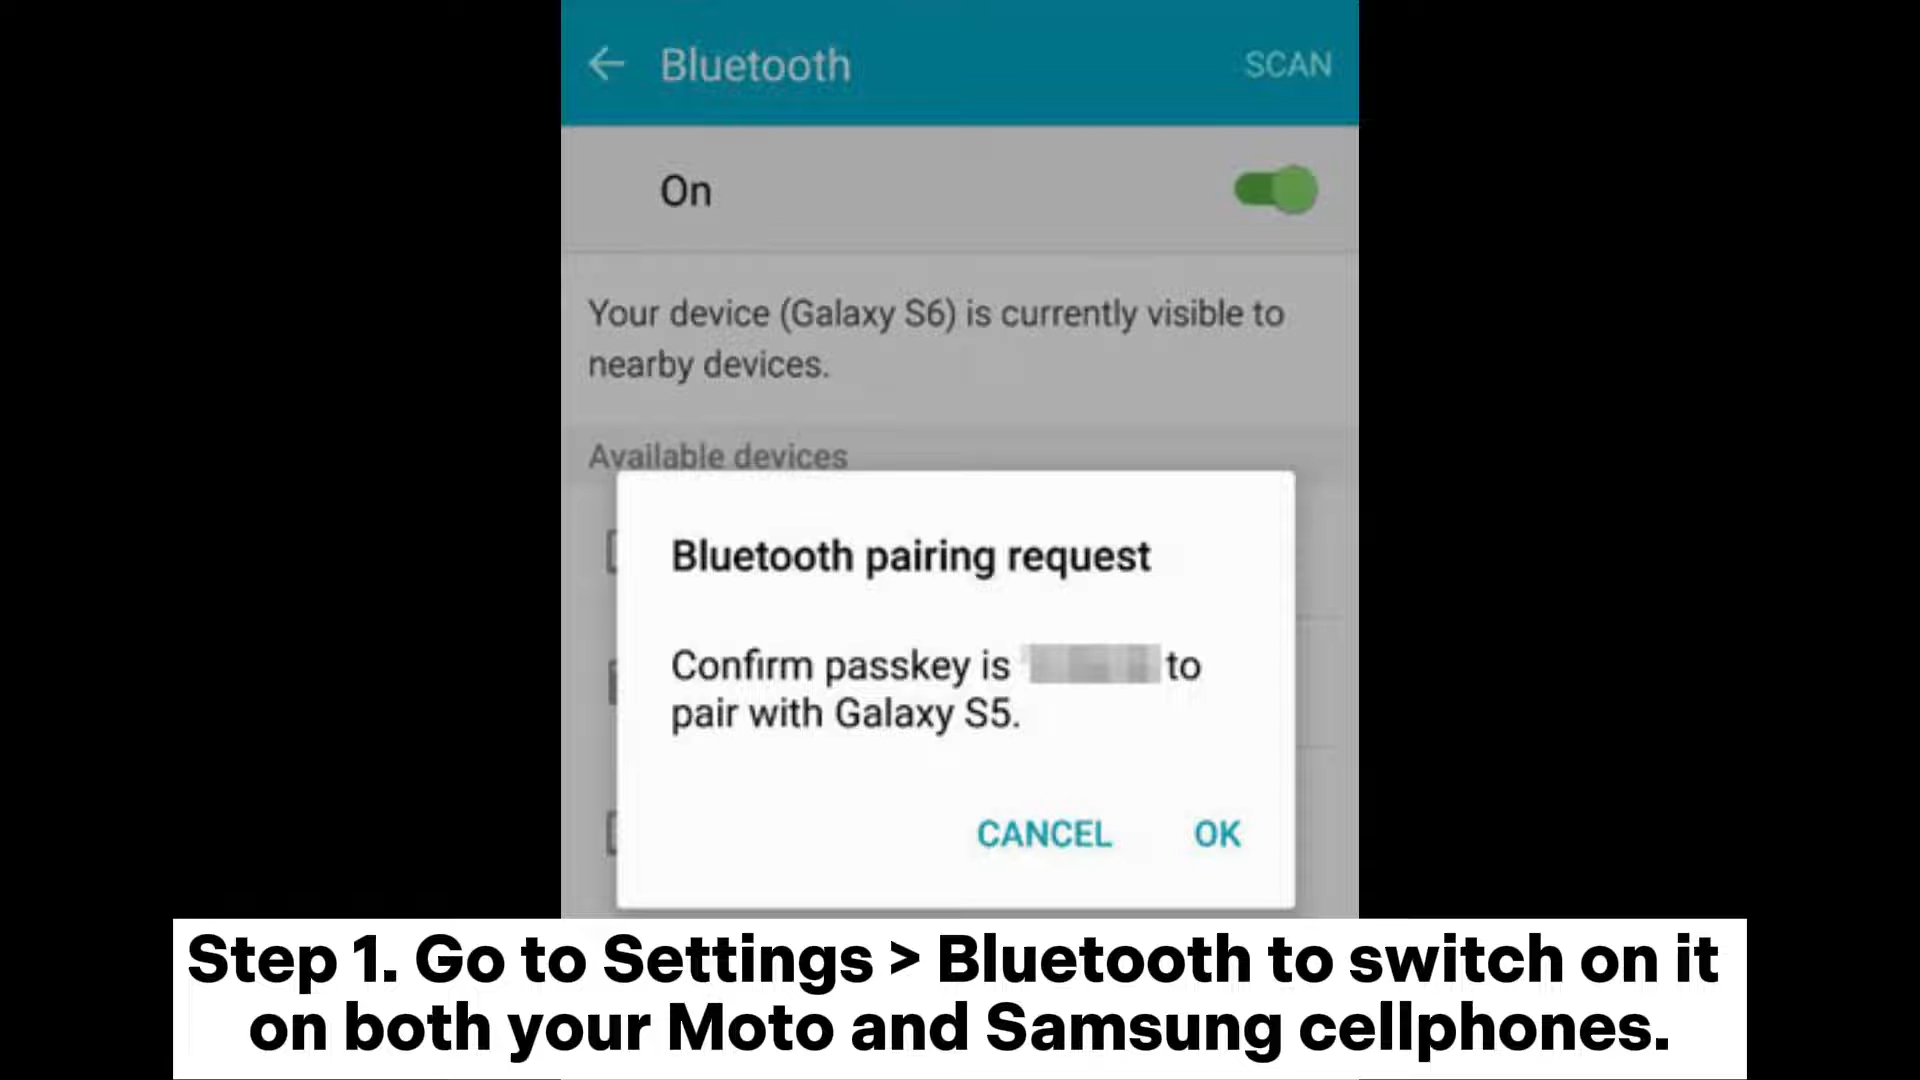 Bluetooth
SCAN
On
Your device (Galaxy S6) is currently visible to
nearby devices.
Available devices
Bluetooth pairing request
Confirm passkey is to
pair with Galaxy S5.
CANCEL OK
Step 1. Go to Settings > Bluetooth to switch on it
on both your Moto and Samsung cellphones.